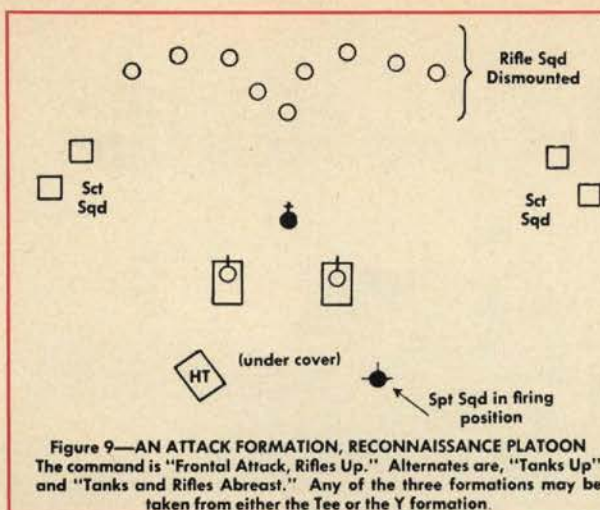 Rifle Sqd
Dismounted
Sct
Sqd
Sct
Sqd
(under cover)
HT
Spt Sqd in firing
position
Figure 9—AN ATTACK FORMATION, RECONNAISSANCE PLATOON
The command is "Frontal Attack, Rifles Up." Alternates are, "Tanks Up"
and "Tanks and Rifles Abreast." Any of the three formations may be
taken from either the Tee or the Y formation.